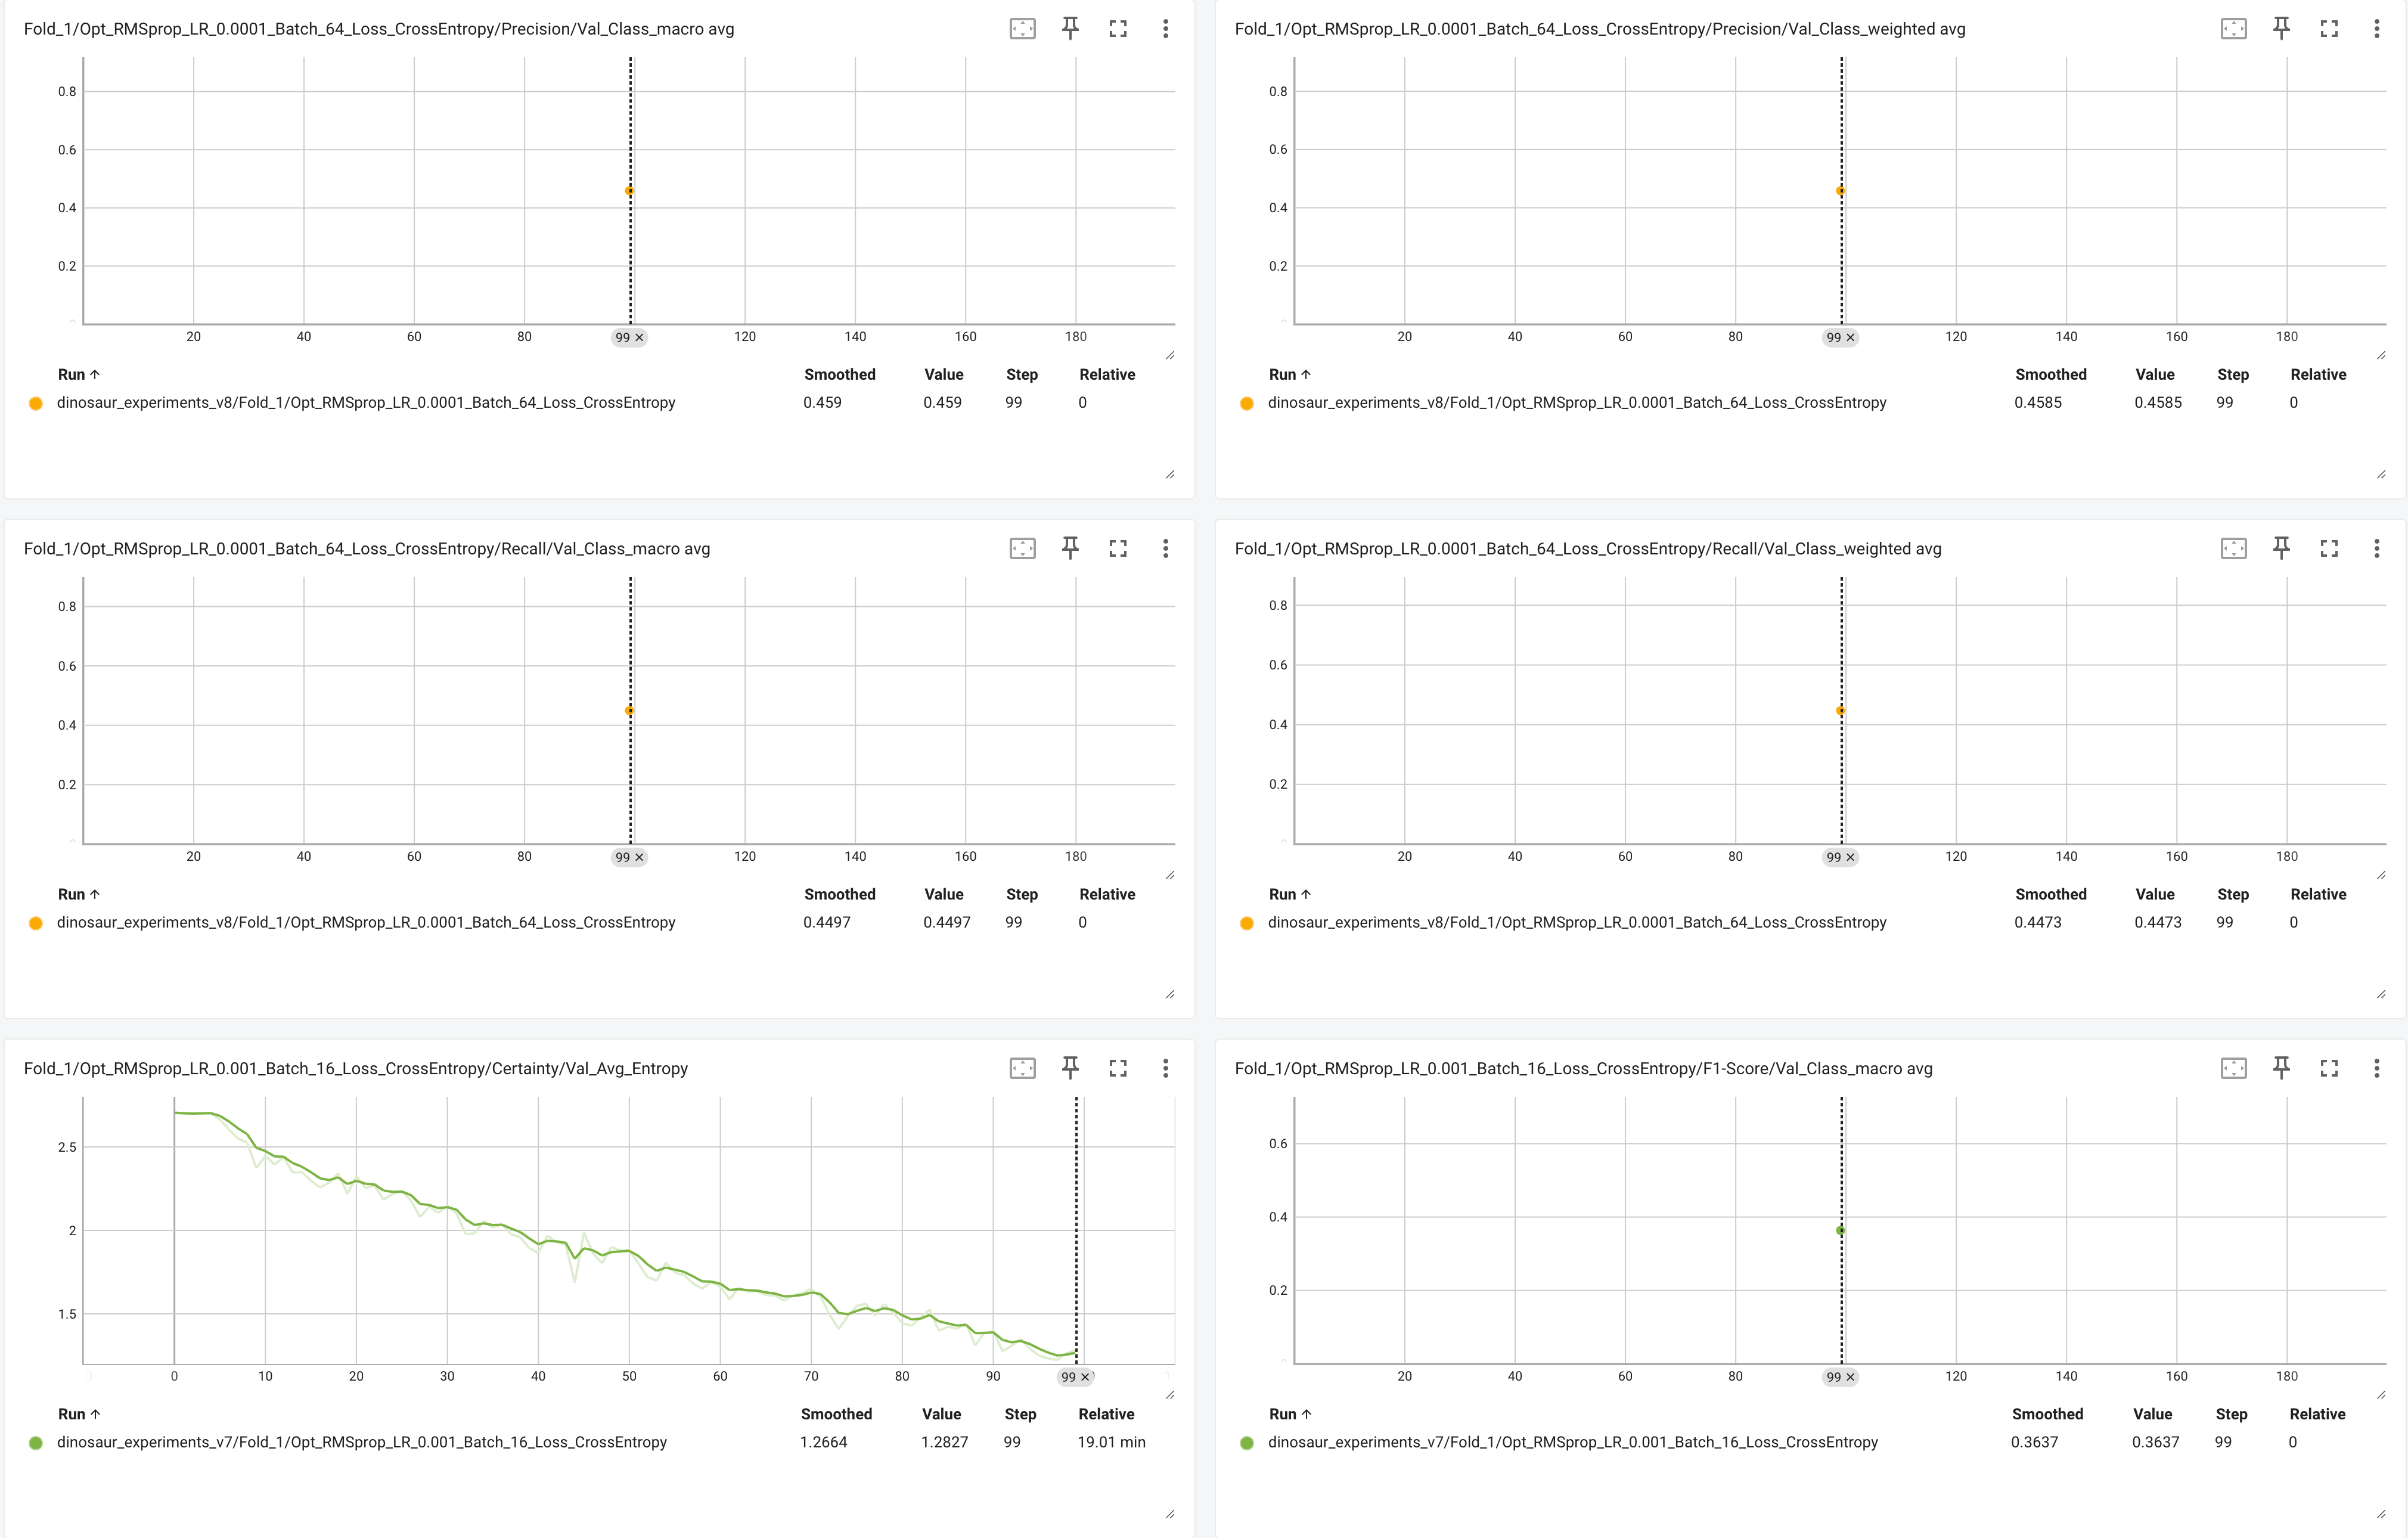 Fold_1/Opt_RMSprop_LR_0.0001_Batch_64_Loss_CrossEntropy/Precision/Val_Class_macro avg
0.8
0.6
0.4
0.2
20 40 60 80 99 × 120 140 160 180
Run ↑ Smoothed Value Step Relative
dinosaur_experiments_v8/Fold_1/Opt_RMSprop_LR_0.0001_Batch_64_Loss_CrossEntropy 0.459 0.459 99 0
Fold_1/Opt_RMSprop_LR_0.0001_Batch_64_Loss_CrossEntropy/Precision/Val_Class_weighted avg
0.8
0.6
0.4
0.2
20 40 60 80 99 × 120 140 160 180
Run ↑ Smoothed Value Step Relative
dinosaur_experiments_v8/Fold_1/Opt_RMSprop_LR_0.0001_Batch_64_Loss_CrossEntropy 0.4585 0.4585 99 0
Fold_1/Opt_RMSprop_LR_0.0001_Batch_64_Loss_CrossEntropy/Recall/Val_Class_macro avg
0.8
0.6
0.4
0.2
20 40 60 80 99 × 120 140 160 180
Run ↑ Smoothed Value Step Relative
dinosaur_experiments_v8/Fold_1/Opt_RMSprop_LR_0.0001_Batch_64_Loss_CrossEntropy 0.4497 0.4497 99 0
Fold_1/Opt_RMSprop_LR_0.0001_Batch_64_Loss_CrossEntropy/Recall/Val_Class_weighted avg
0.8
0.6
0.4
0.2
20 40 60 80 99 × 120 140 160 180
Run ↑ Smoothed Value Step Relative
dinosaur_experiments_v8/Fold_1/Opt_RMSprop_LR_0.0001_Batch_64_Loss_CrossEntropy 0.4473 0.4473 99 0
Fold_1/Opt_RMSprop_LR_0.001_Batch_16_Loss_CrossEntropy/Certainty/Val_Avg_Entropy
2.5
2
1.5
0 10 20 30 40 50 60 70 80 90 99 ×
Run ↑ Smoothed Value Step Relative
dinosaur_experiments_v7/Fold_1/Opt_RMSprop_LR_0.001_Batch_16_Loss_CrossEntropy 1.2664 1.2827 99 19.01 min
Fold_1/Opt_RMSprop_LR_0.001_Batch_16_Loss_CrossEntropy/F1-Score/Val_Class_macro avg
0.6
0.4
0.2
20 40 60 80 99 × 120 140 160 180
Run ↑ Smoothed Value Step Relative
dinosaur_experiments_v7/Fold_1/Opt_RMSprop_LR_0.001_Batch_16_Loss_CrossEntropy 0.3637 0.3637 99 0